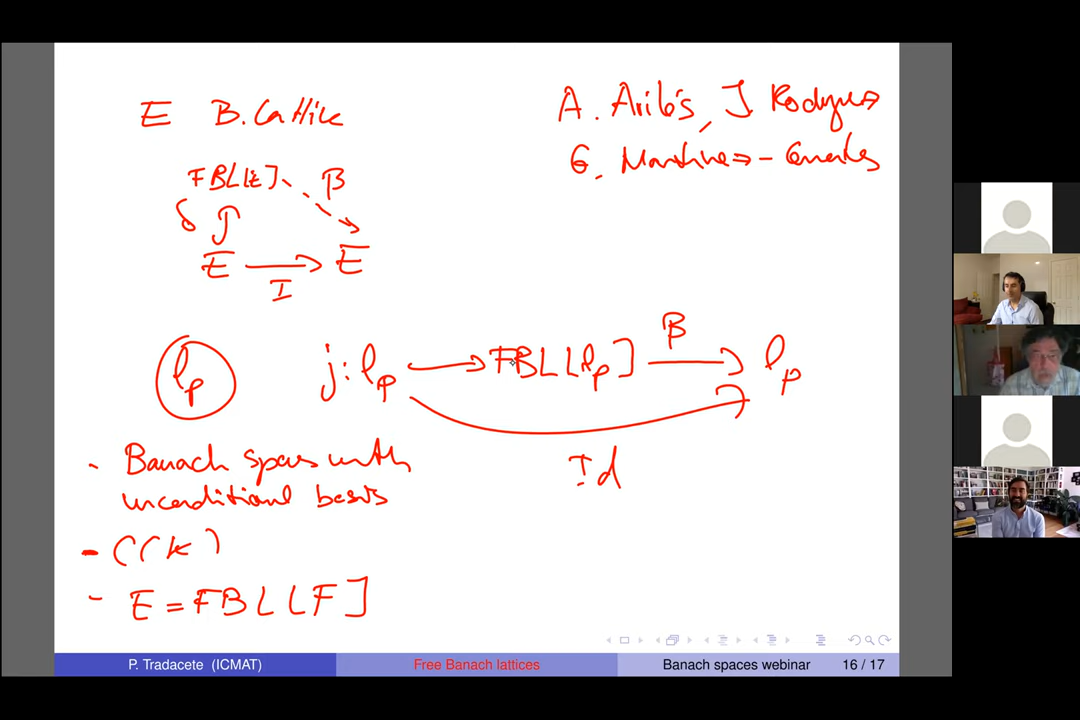 E B. Lattice
A. Avilés, J Rodríguez
G. Martínez - Cervantes
FBL[E] β
δ
E → E
I
ℓp
j: ℓp → FBL[ℓp] β → ℓp
Id
Banach spaces with
unconditional basis
- C(K)
- E = FBL[F]
P. Tradacete (ICMAT)
Free Banach lattices
Banach spaces webinar
16 / 17